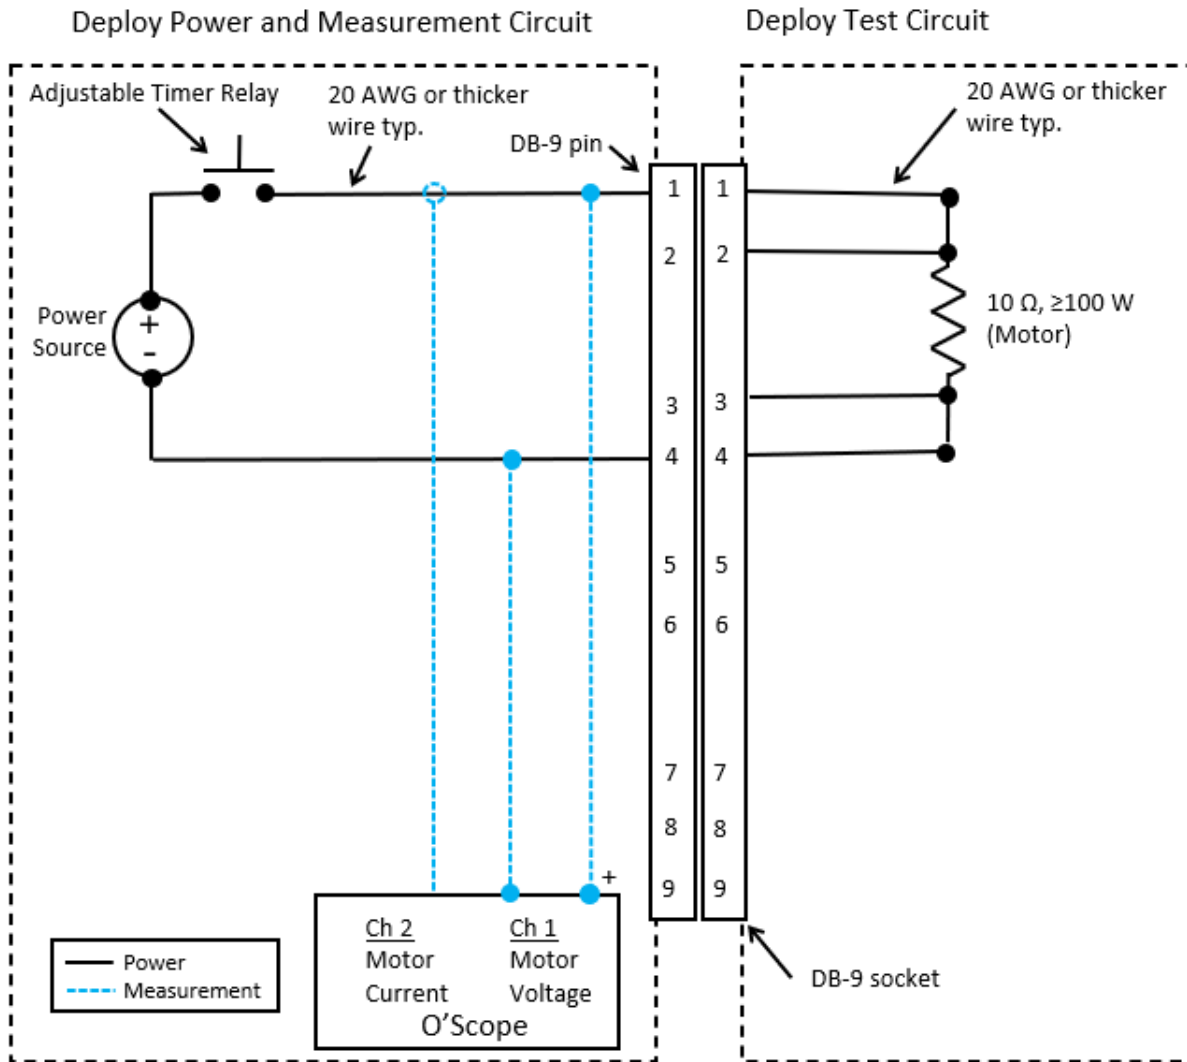 Deploy Power and Measurement Circuit
Deploy Test Circuit
Adjustable Timer Relay
20 AWG or thicker
wire typ.
DB-9 pin
20 AWG or thicker
wire typ.
1
1
2
2
Power
Source
+
-
10 Ω, ≥100 W
(Motor)
3
3
4
4
5
5
6
6
7
7
8
8
9
9
+
Ch 2
Motor
Current
Ch 1
Motor
Voltage
O'Scope
Power
Measurement
DB-9 socket